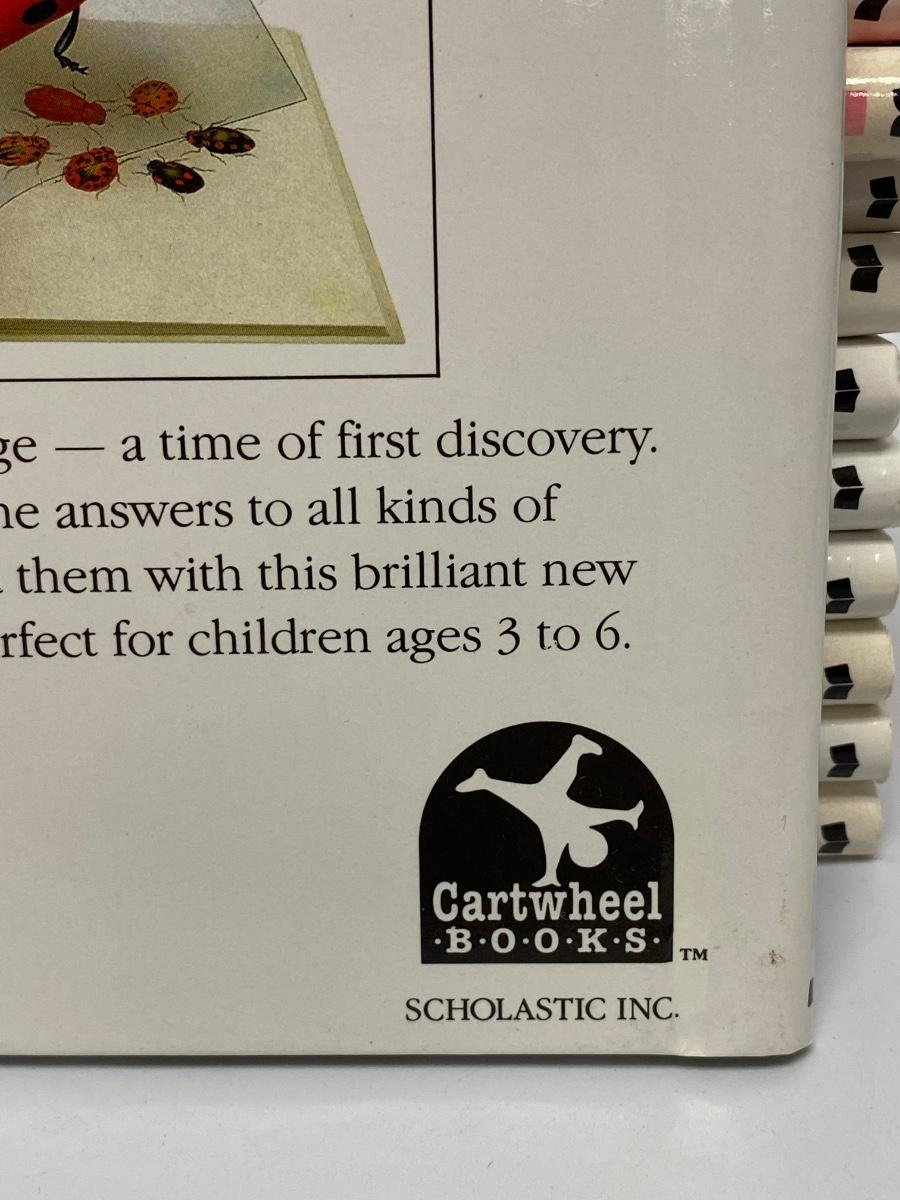 ge — a time of first discovery.
he answers to all kinds of
them with this brilliant new
rfect for children ages 3 to 6.
Cartwheel
·B·O·O·K·S·
TM
SCHOLASTIC INC.